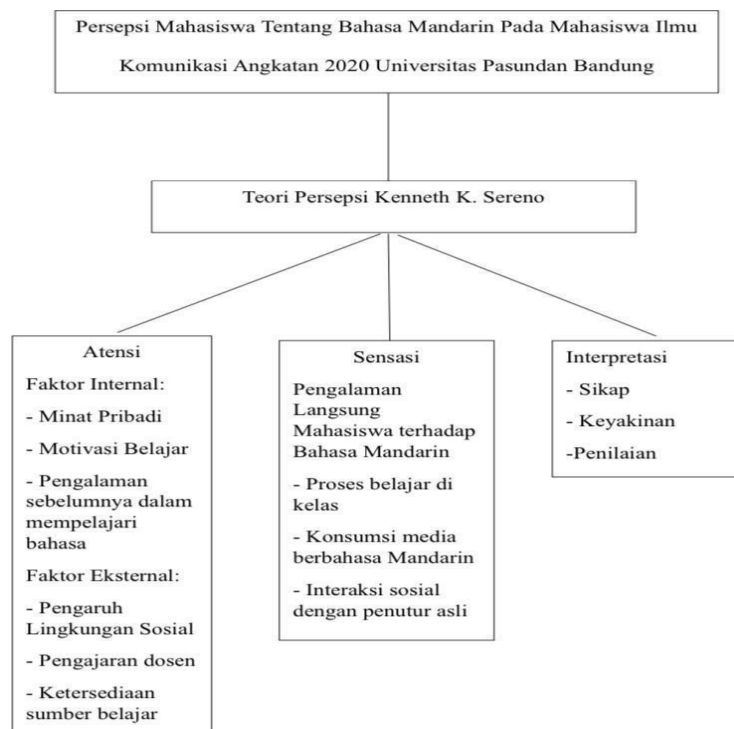 Persepsi Mahasiswa Tentang Bahasa Mandarin Pada Mahasiswa Ilmu
Komunikasi Angkatan 2020 Universitas Pasundan Bandung
Teori Persepsi Kenneth K. Sereno
Atensi
Faktor Internal:
- Minat Pribadi
- Motivasi Belajar
- Pengalaman
sebelumnya dalam
mempelajari
bahasa
Faktor Eksternal:
- Pengaruh
Lingkungan Sosial
- Pengajaran dosen
- Ketersediaan
sumber belajar
Sensasi
Pengalaman
Langsung
Mahasiswa terhadap
Bahasa Mandarin
- Proses belajar di
kelas
- Konsumsi media
berbahasa Mandarin
- Interaksi sosial
dengan penutur asli
Interpretasi
- Sikap
- Keyakinan
-Penilaian